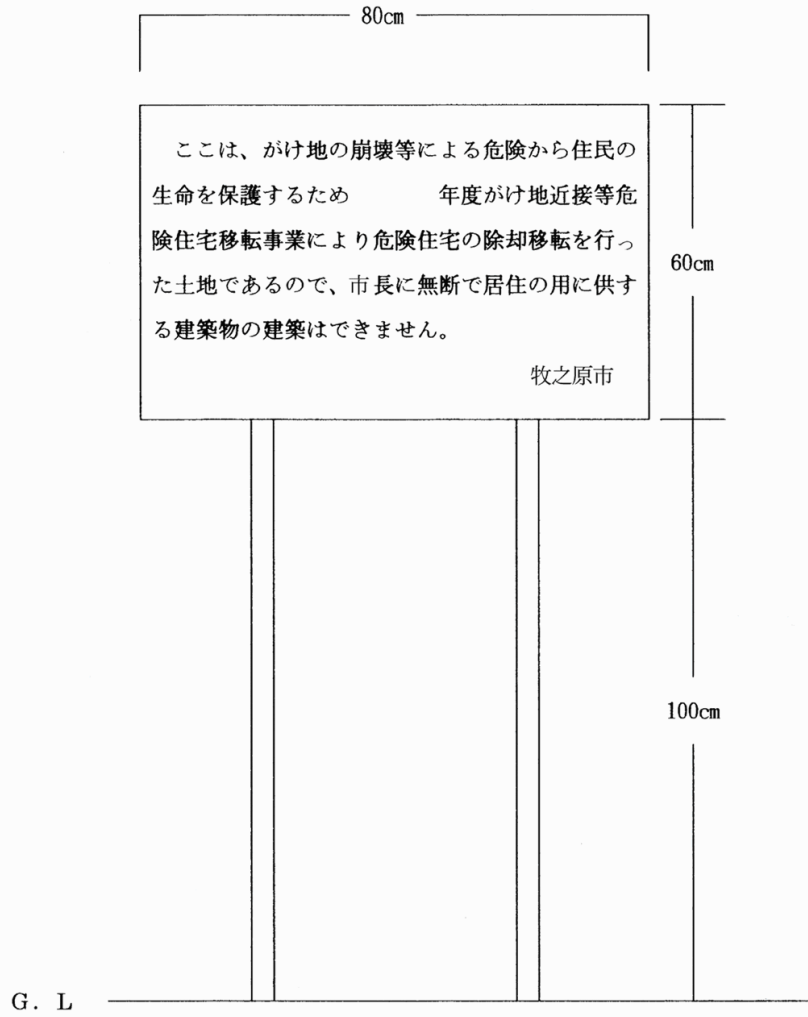 80cm
　ここは、がけ地の崩壊等による危険から住民の
生命を保護するため　　　　年度がけ地近接等危
険住宅移転事業により危険住宅の除却移転を行っ
た土地であるので、市長に無断で居住の用に供す
る建築物の建築はできません。
牧之原市
60cm
100cm
G. L